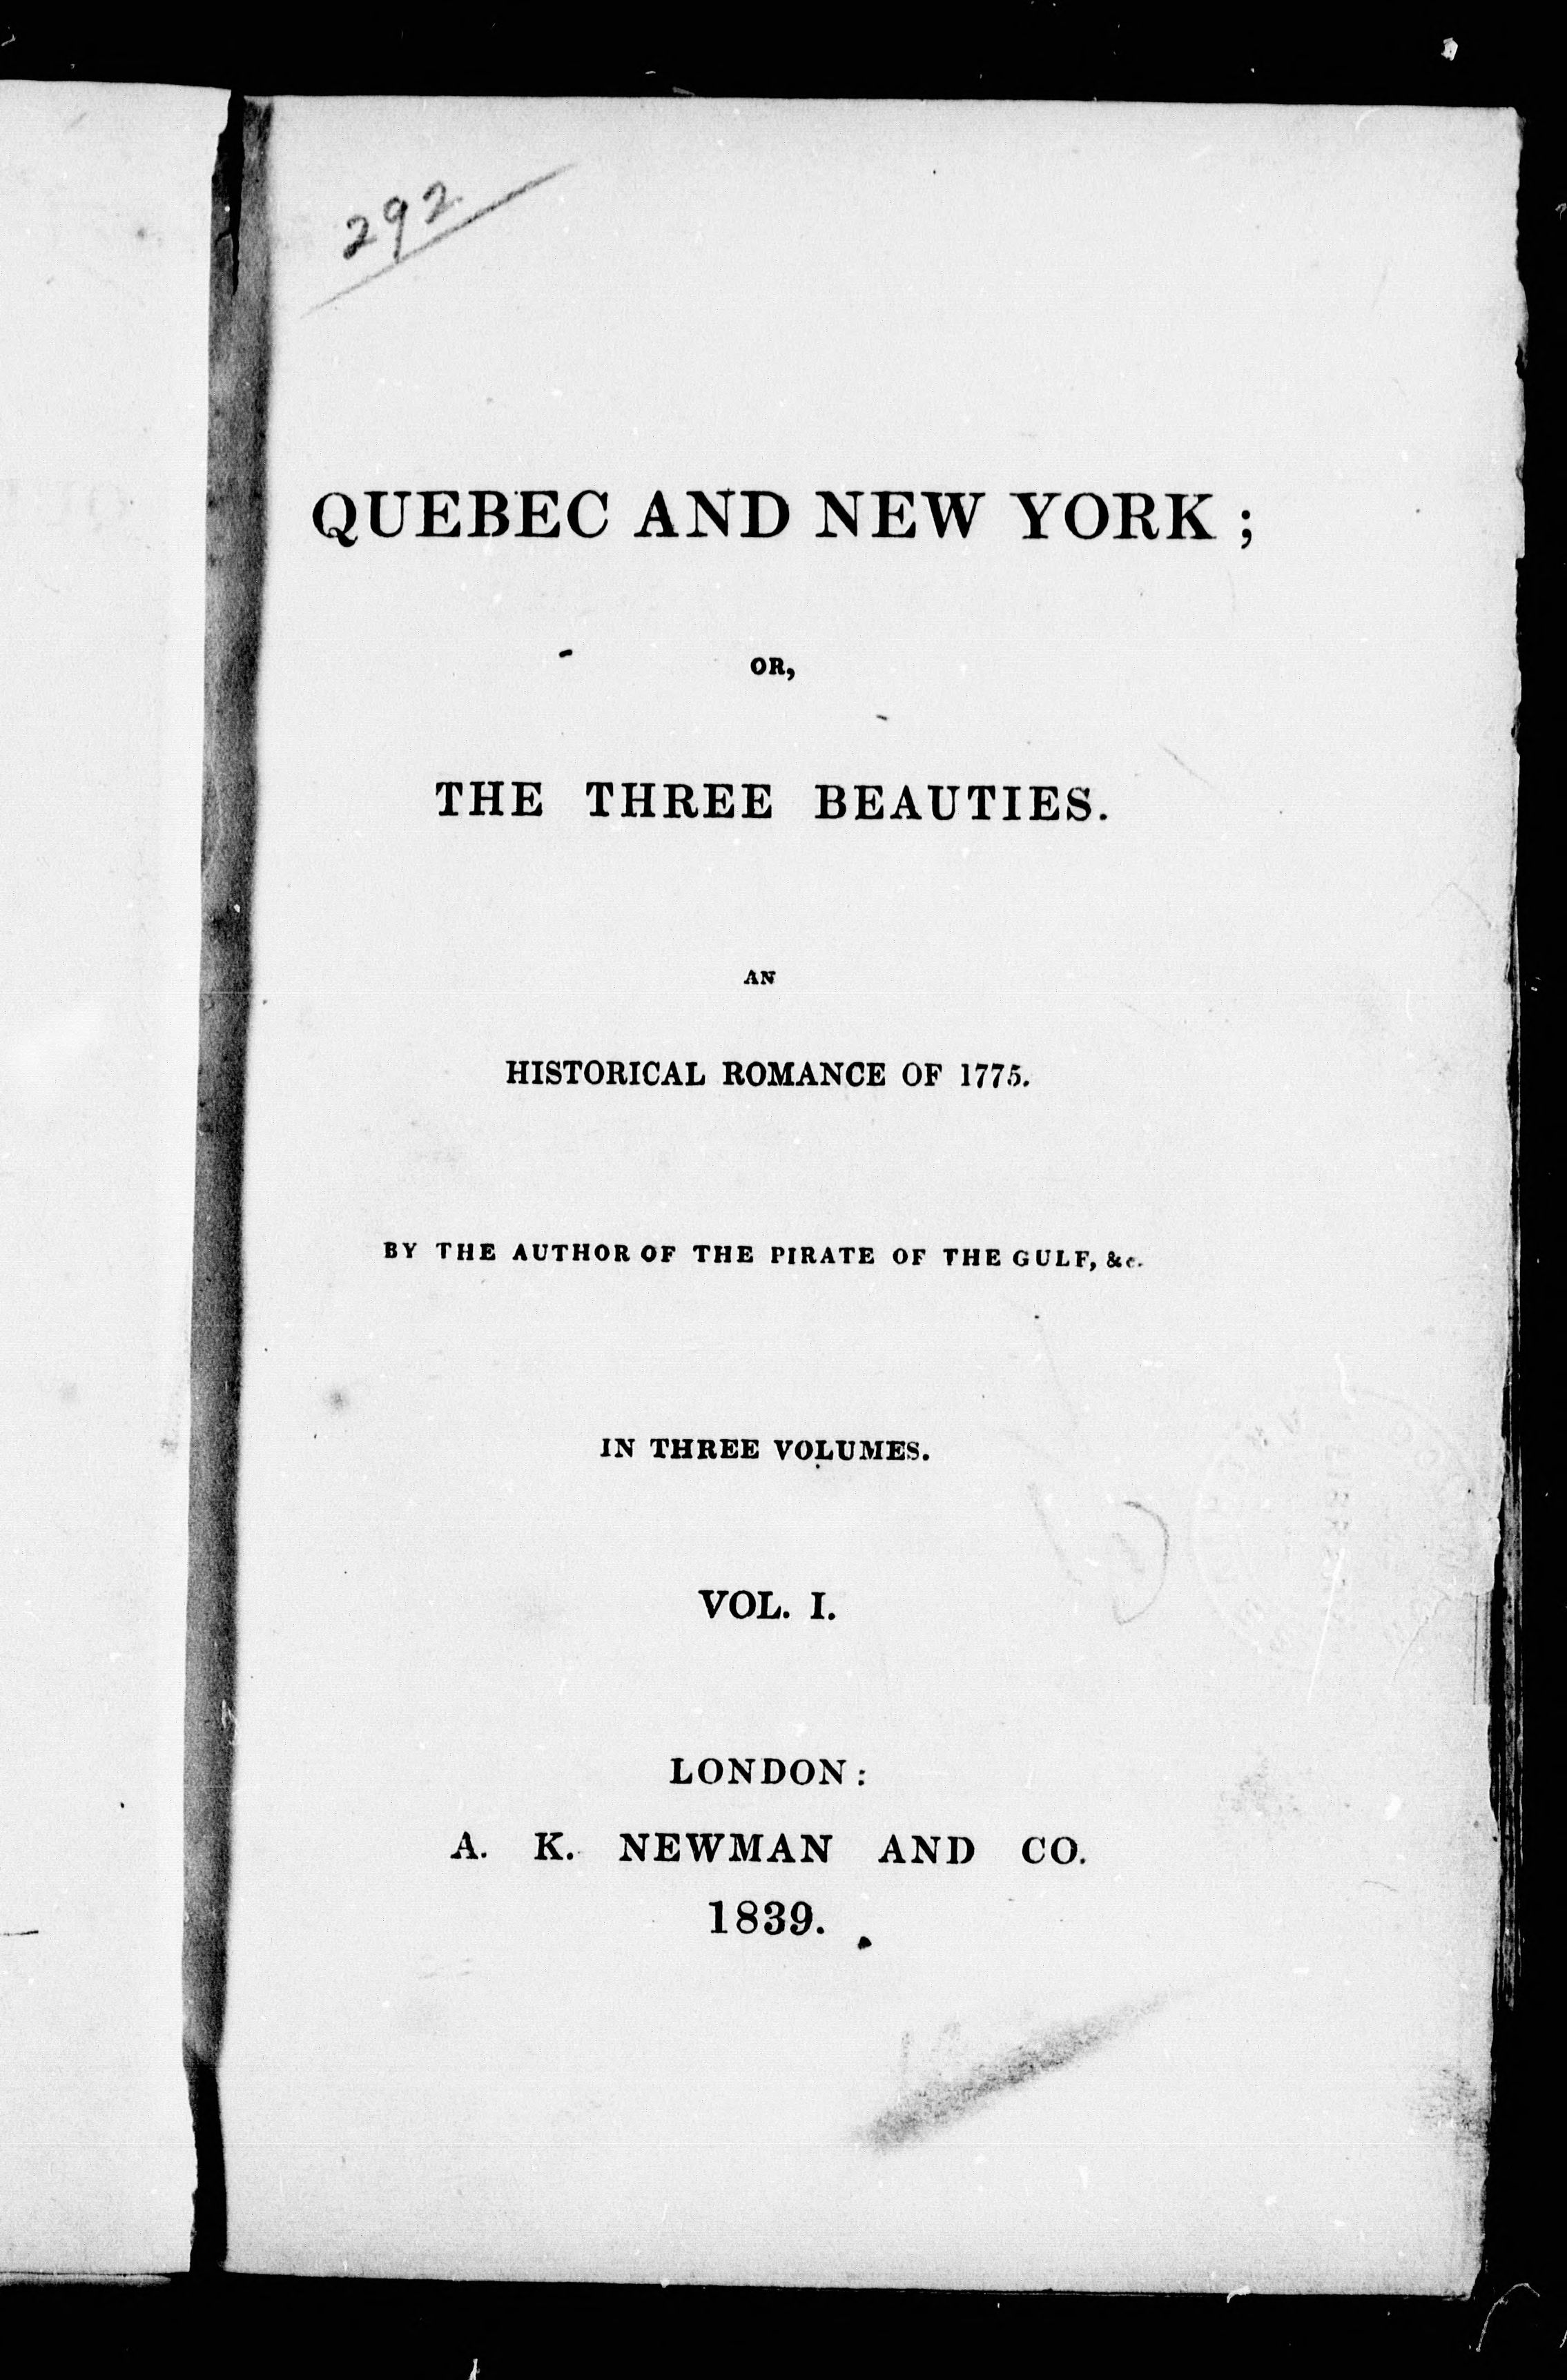 292
QUEBEC AND NEW YORK ;
OR,
THE THREE BEAUTIES.
AN
HISTORICAL ROMANCE OF 1775.
BY THE AUTHOR OF THE PIRATE OF THE GULF, &c.
IN THREE VOLUMES.
VOL. I.
LONDON:
A. K. NEWMAN AND CO.
1839.